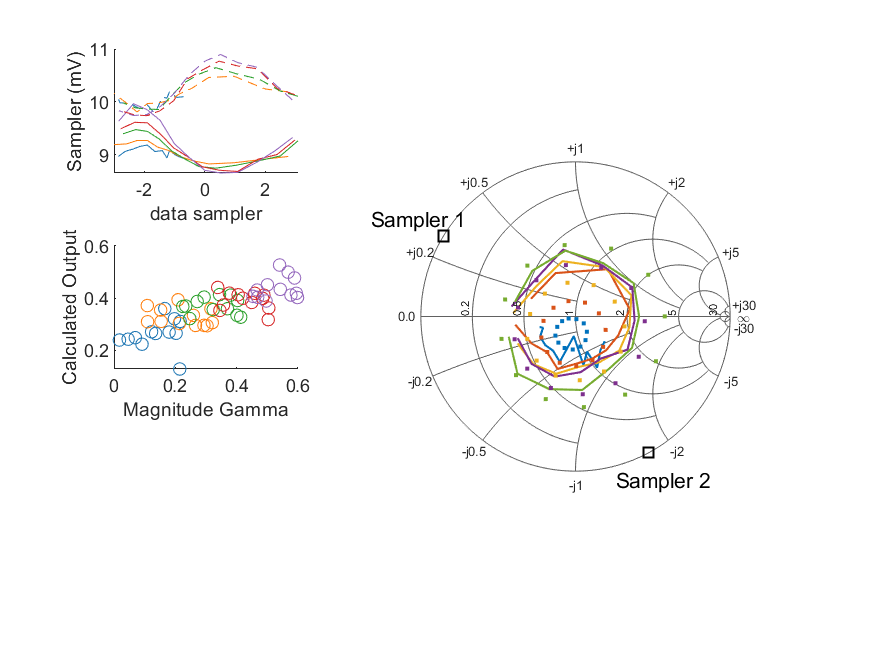 11
10
9
Sampler (mV)
-2
0
2
data sampler
0.6
0.4
0.2
Calculated Output
0
0.2
0.4
0.6
Magnitude Gamma
+j1
+j0.5
+j2
Sampler 1
+j0.2
+j5
0.0
0.2
0.5
1
2
5
30
+j30
∞
-j30
-j0.2
-j5
-j0.5
-j2
-j1
Sampler 2